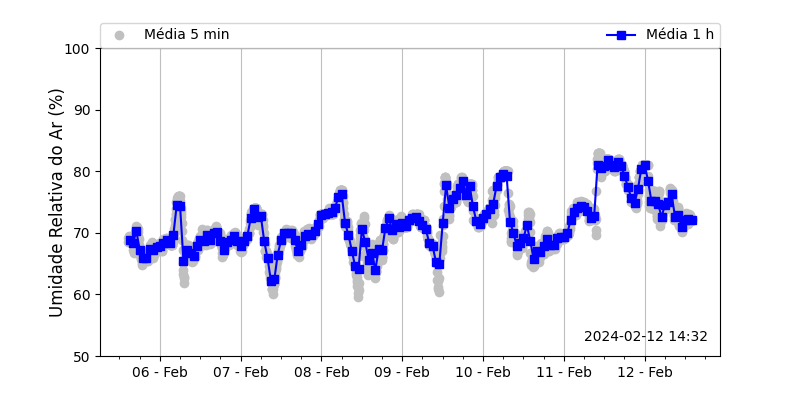 Média 5 min
Média 1 h
Umidade Relativa do Ar (%)
100
90
80
70
60
50
2024-02-12 14:32
06 - Feb
07 - Feb
08 - Feb
09 - Feb
10 - Feb
11 - Feb
12 - Feb